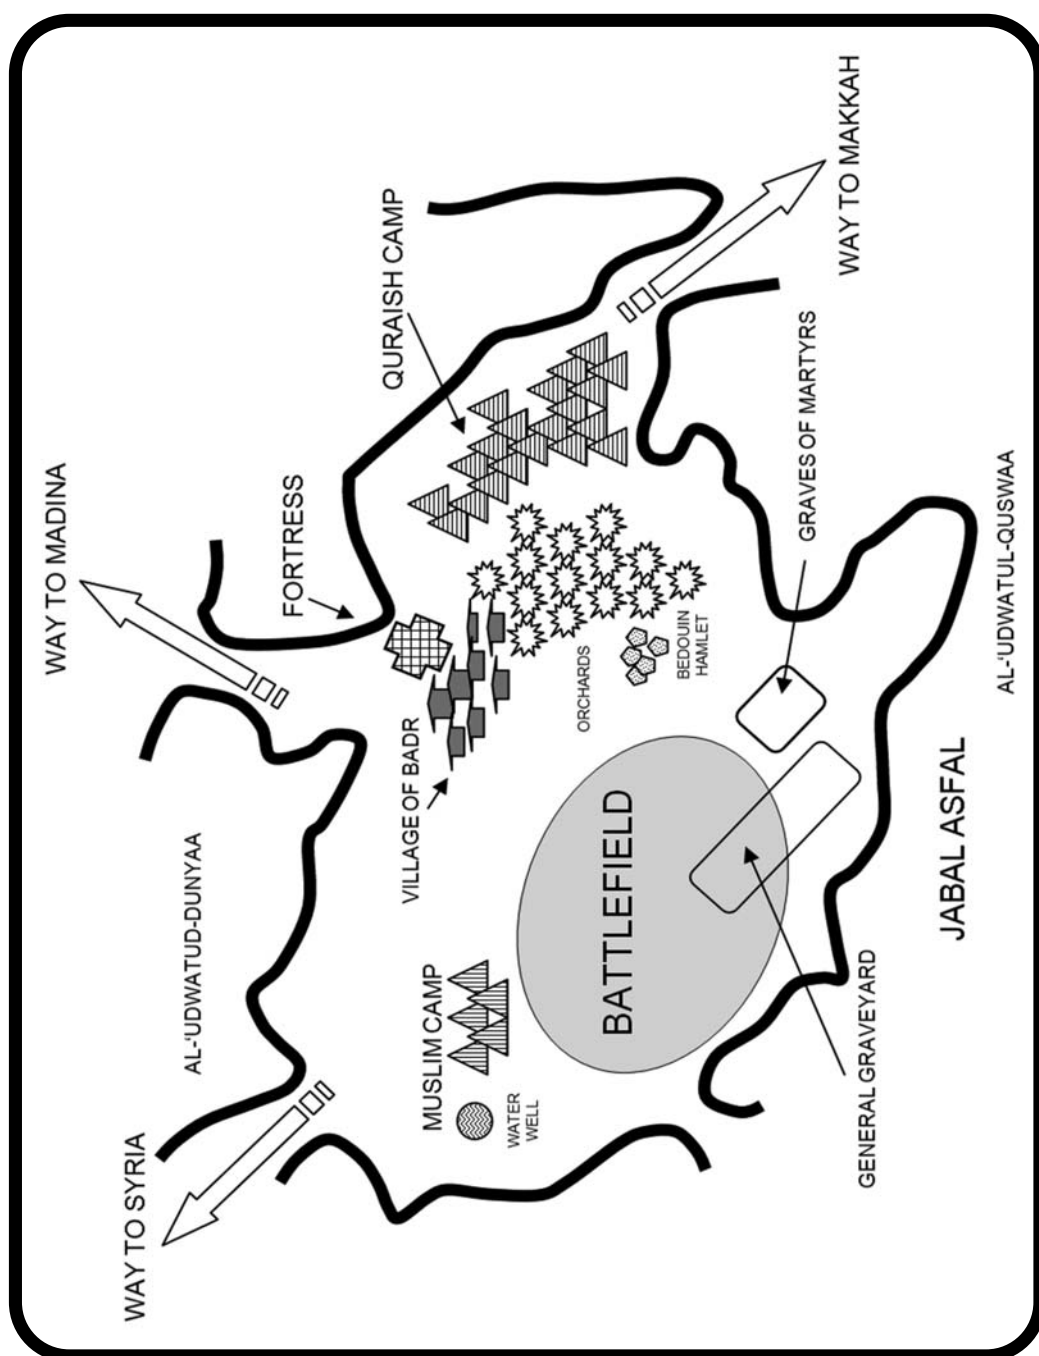 WAY TO MADINA
WAY TO SYRIA
AL-'UDWATUD-DUNYAA
FORTRESS
QURAISH CAMP
VILLAGE OF BADR
MUSLIM CAMP
WATER
WELL
ORCHARDS
BATTLEFIELD
BEDOUIN
HAMLET
GRAVES OF MARTYRS
WAY TO MAKKAH
GENERAL GRAVEYARD
JABAL ASFAL
AL-'UDWATUL-QUSWAA